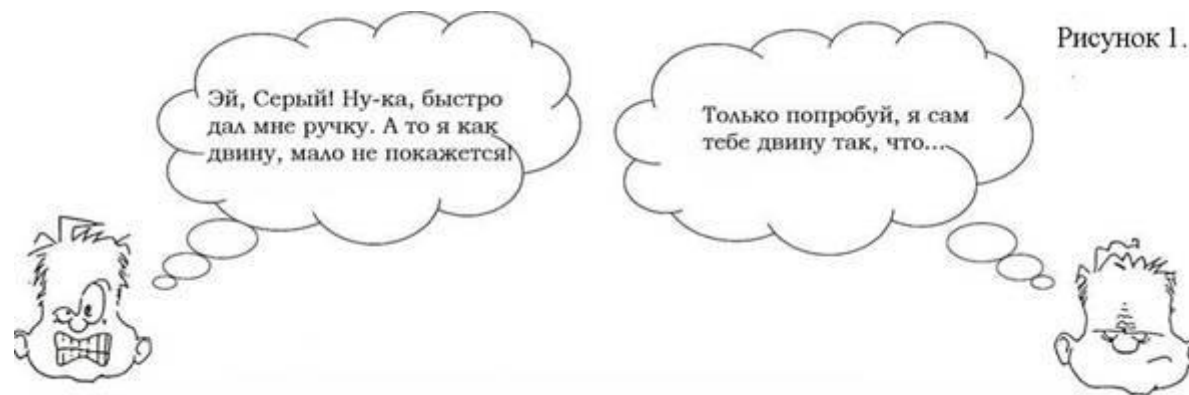 Рисунок 1.
Эй, Серый! Ну-ка, быстро
дал мне ручку. А то я как
двину, мало не покажется!
Только попробуй, я сам
тебе двину так, что...